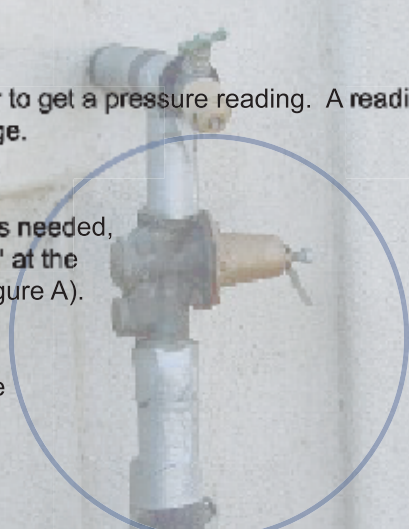 to get a pressure reading.  A readi
ge.
s needed,
" at the
gure A).
e